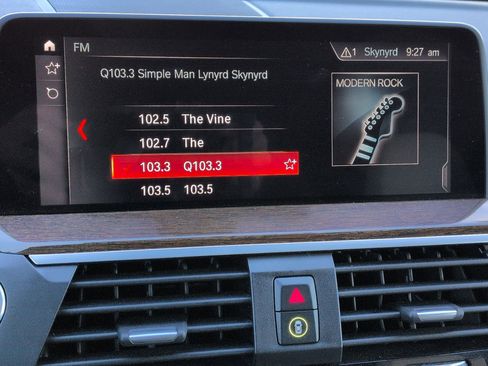 FM
1 Skynyrd 9:27 am
Q103.3 Simple Man Lynyrd Skynyrd
MODERN ROCK
102.5 The Vine
102.7 The
103.3 Q103.3
103.5 103.5